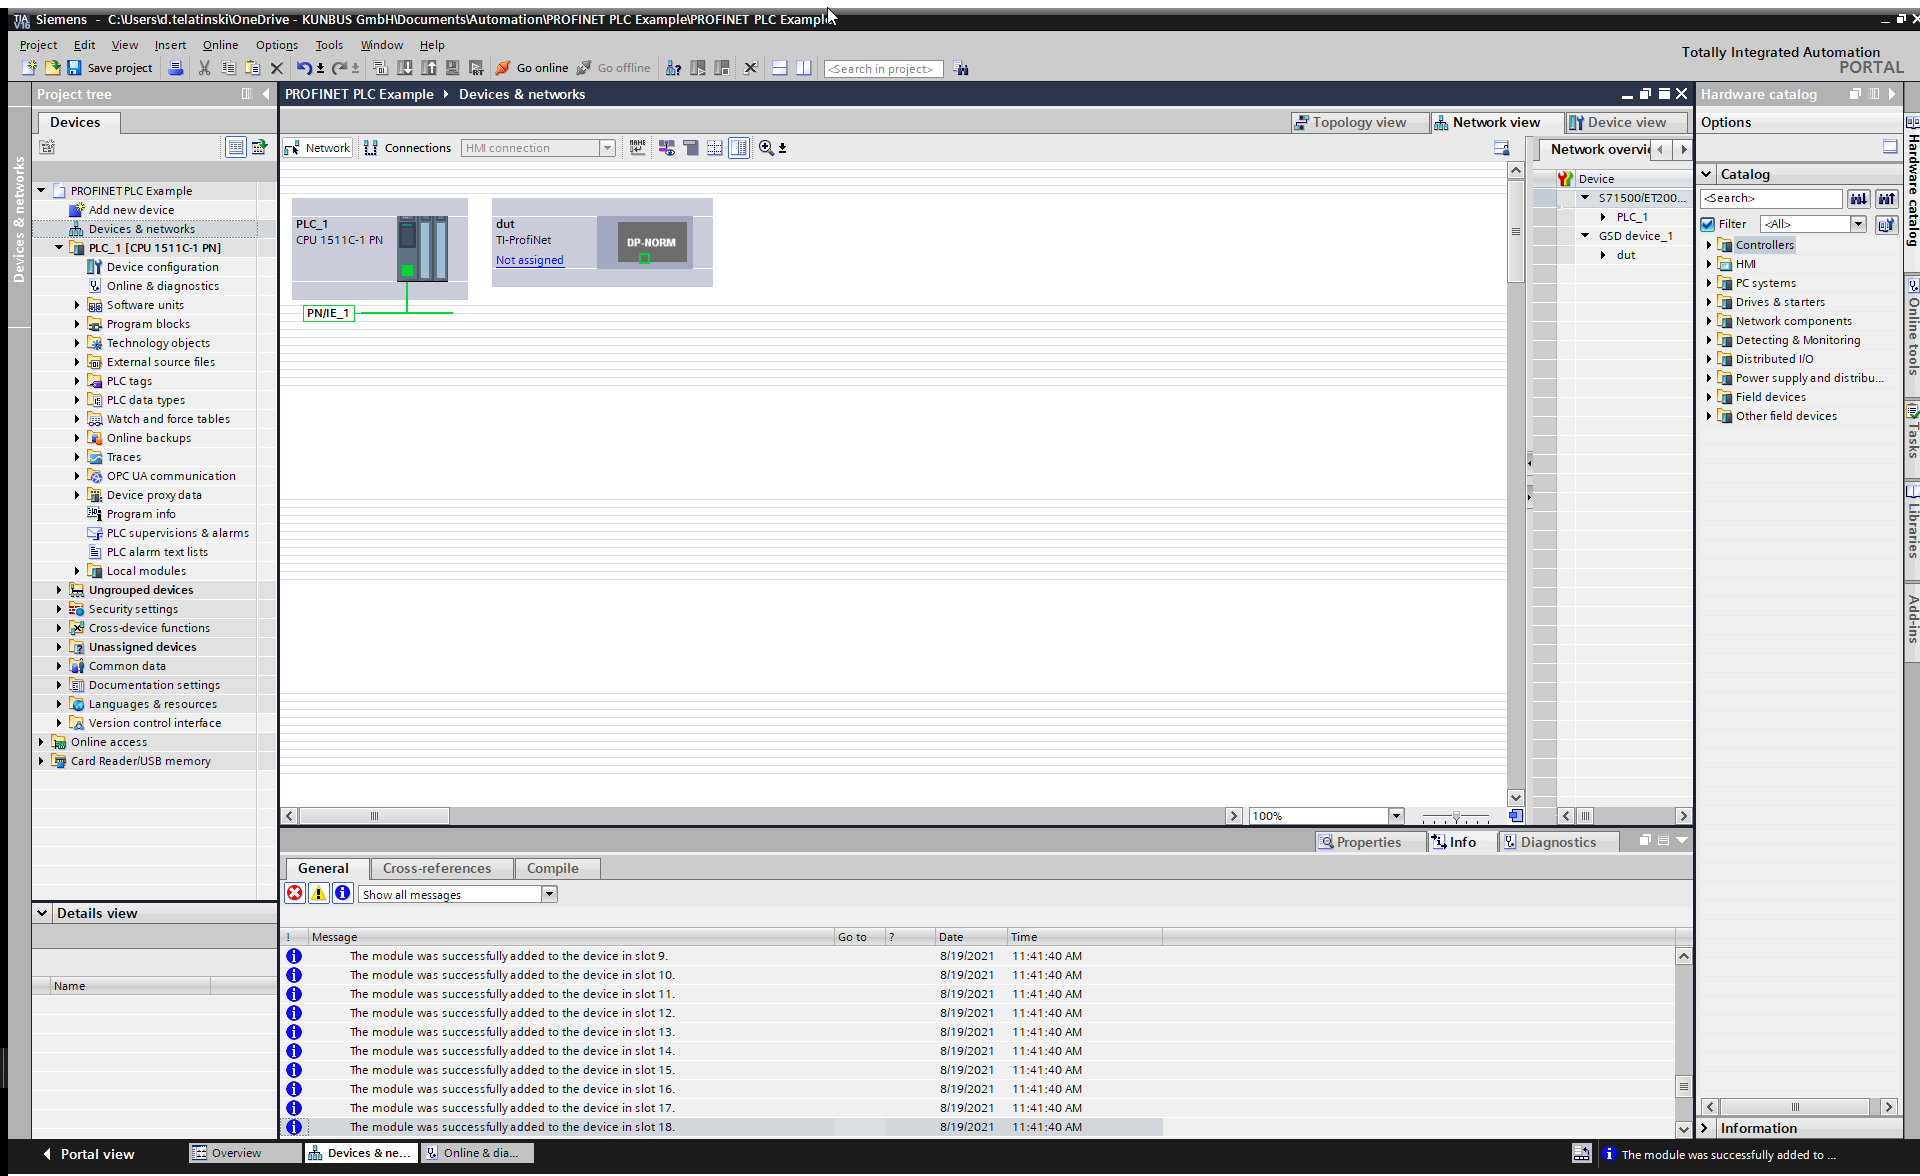 Siemens - C:\Users\d.telatinski\OneDrive - KUNBUS GmbH\Documents\Automation\PROFINET PLC Example\PROFINET PLC Example
Project Edit View Insert Online Options Tools Window Help
Totally Integrated Automation
PORTAL
Save project
Go online
Go offline
<Search in project>
Project tree
Devices
Devices & networks
PROFINET PLC Example
Add new device
Devices & networks
PLC_1 [CPU 1511C-1 PN]
Device configuration
Online & diagnostics
Software units
Program blocks
Technology objects
External source files
PLC tags
PLC data types
Watch and force tables
Online backups
Traces
OPC UA communication
Device proxy data
Program info
PLC supervisions & alarms
PLC alarm text lists
Local modules
Ungrouped devices
Security settings
Cross-device functions
Unassigned devices
Common data
Documentation settings
Languages & resources
Version control interface
Online access
Card Reader/USB memory
Details view
Name
PROFINET PLC Example Devices & networks
Topology view
Network view
Device view
Network
Connections
HMI connection
PLC_1
CPU 1511C-1 PN
dut
TI-ProfiNet
Not assigned
DP-NORM
PN/IE_1
100%
Network overvie
Device
S71500/ET200...
PLC_1
GSD device_1
dut
Properties
Info
Diagnostics
General
Cross-references
Compile
Show all messages
! Message Go to ? Date Time
The module was successfully added to the device in slot 9. 8/19/2021 11:41:40 AM
The module was successfully added to the device in slot 10. 8/19/2021 11:41:40 AM
The module was successfully added to the device in slot 11. 8/19/2021 11:41:40 AM
The module was successfully added to the device in slot 12. 8/19/2021 11:41:40 AM
The module was successfully added to the device in slot 13. 8/19/2021 11:41:40 AM
The module was successfully added to the device in slot 14. 8/19/2021 11:41:40 AM
The module was successfully added to the device in slot 15. 8/19/2021 11:41:40 AM
The module was successfully added to the device in slot 16. 8/19/2021 11:41:40 AM
The module was successfully added to the device in slot 17. 8/19/2021 11:41:40 AM
The module was successfully added to the device in slot 18. 8/19/2021 11:41:40 AM
Hardware catalog
Options
Catalog
<Search>
Filter <All>
Controllers
HMI
PC systems
Drives & starters
Network components
Detecting & Monitoring
Distributed I/O
Power supply and distribu...
Field devices
Other field devices
Information
Hardware catalog
Online tools
Tasks
Libraries
Add-ins
Portal view
Overview
Devices & ne...
Online & dia...
The module was successfully added to ...